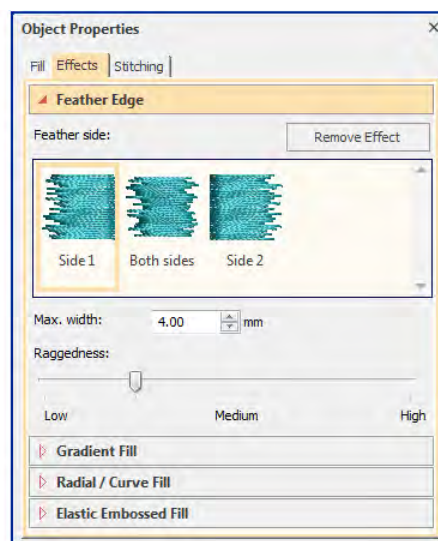 Object Properties
Fill Effects Stitching
Feather Edge
Feather side: Remove Effect
Side 1 Both sides Side 2
Max. width: 4.00 mm
Raggedness:
Low Medium High
Gradient Fill
Radial / Curve Fill
Elastic Embossed Fill